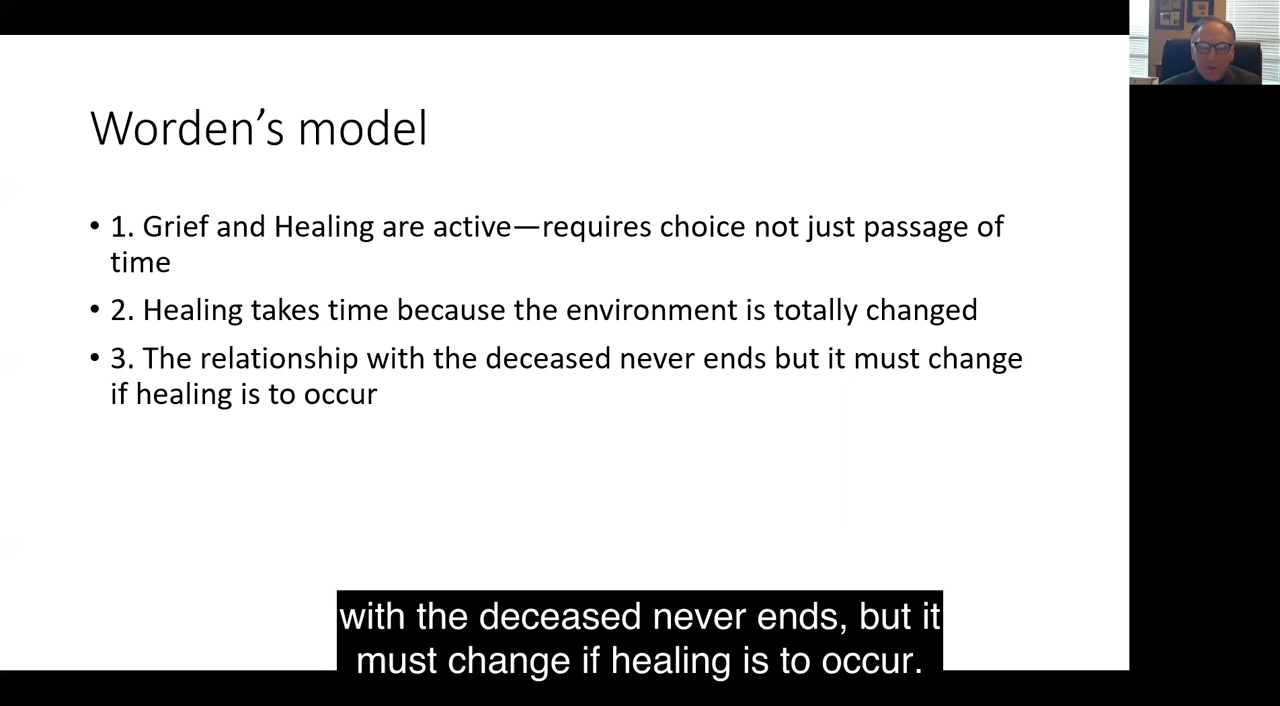 Worden’s model
• 1. Grief and Healing are active—requires choice not just passage of
time
• 2. Healing takes time because the environment is totally changed
• 3. The relationship with the deceased never ends but it must change
if healing is to occur
with the deceased never ends, but it
must change if healing is to occur.